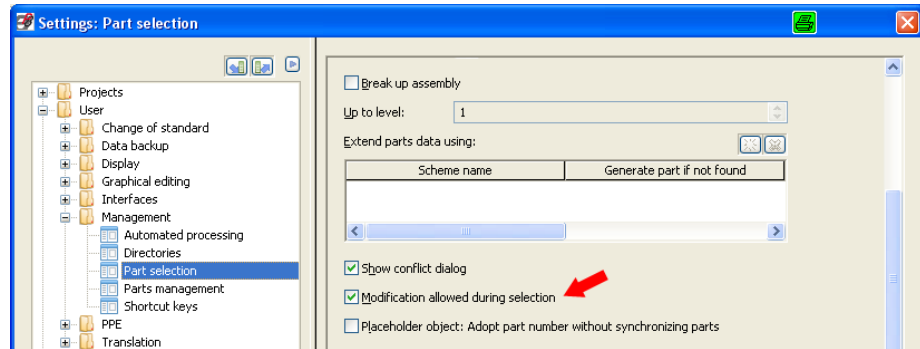 Settings: Part selection
Projects
User
Change of standard
Data backup
Display
Graphical editing
Interfaces
Management
Automated processing
Directories
Part selection
Parts management
Shortcut keys
PPE
Translation
Break up assembly
Up to level: 1
Extend parts data using:
Scheme name Generate part if not found
Show conflict dialog
Modification allowed during selection
Placeholder object: Adopt part number without synchronizing parts